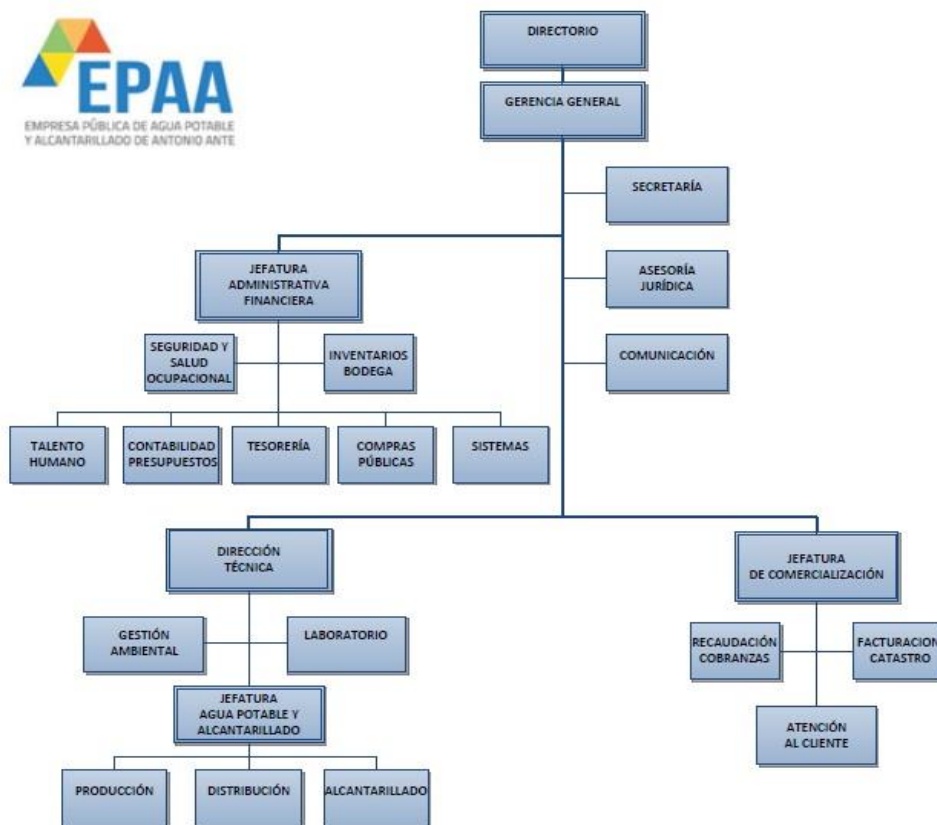 EPAA
EMPRESA PÚBLICA DE AGUA POTABLE
Y ALCANTARILLADO DE ANTONIO ANTE
DIRECTORIO
GERENCIA GENERAL
SECRETARÍA
ASESORÍA
JURÍDICA
COMUNICACIÓN
JEFATURA
ADMINISTRATIVA
FINANCIERA
SEGURIDAD Y
SALUD
OCUPACIONAL
INVENTARIOS
BODEGA
TALENTO
HUMANO
CONTABILIDAD
PRESUPUESTOS
TESORERÍA
COMPRAS
PÚBLICAS
SISTEMAS
DIRECCIÓN
TÉCNICA
GESTIÓN
AMBIENTAL
LABORATORIO
JEFATURA
AGUA POTABLE Y
ALCANTARILLADO
PRODUCCIÓN
DISTRIBUCIÓN
ALCANTARILLADO
JEFATURA
DE COMERCIALIZACIÓN
RECAUDACIÓN
COBRANZAS
FACTURACION
CATASTRO
ATENCIÓN
AL CLIENTE